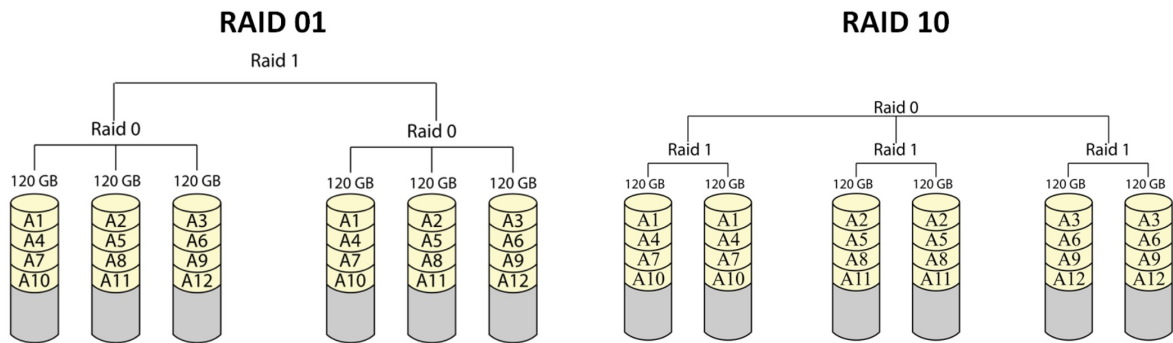 RAID 01
Raid 1
Raid 0 Raid 0
120 GB 120 GB 120 GB 120 GB 120 GB 120 GB
A1 A2 A3 A1 A2 A3
A4 A5 A6 A4 A5 A6
A7 A8 A9 A7 A8 A9
A10 A11 A12 A10 A11 A12
RAID 10
Raid 0
Raid 1 Raid 1 Raid 1
120 GB 120 GB 120 GB 120 GB 120 GB 120 GB
A1 A1 A2 A2 A3 A3
A4 A4 A5 A5 A6 A6
A7 A7 A8 A8 A9 A9
A10 A10 A11 A11 A12 A12